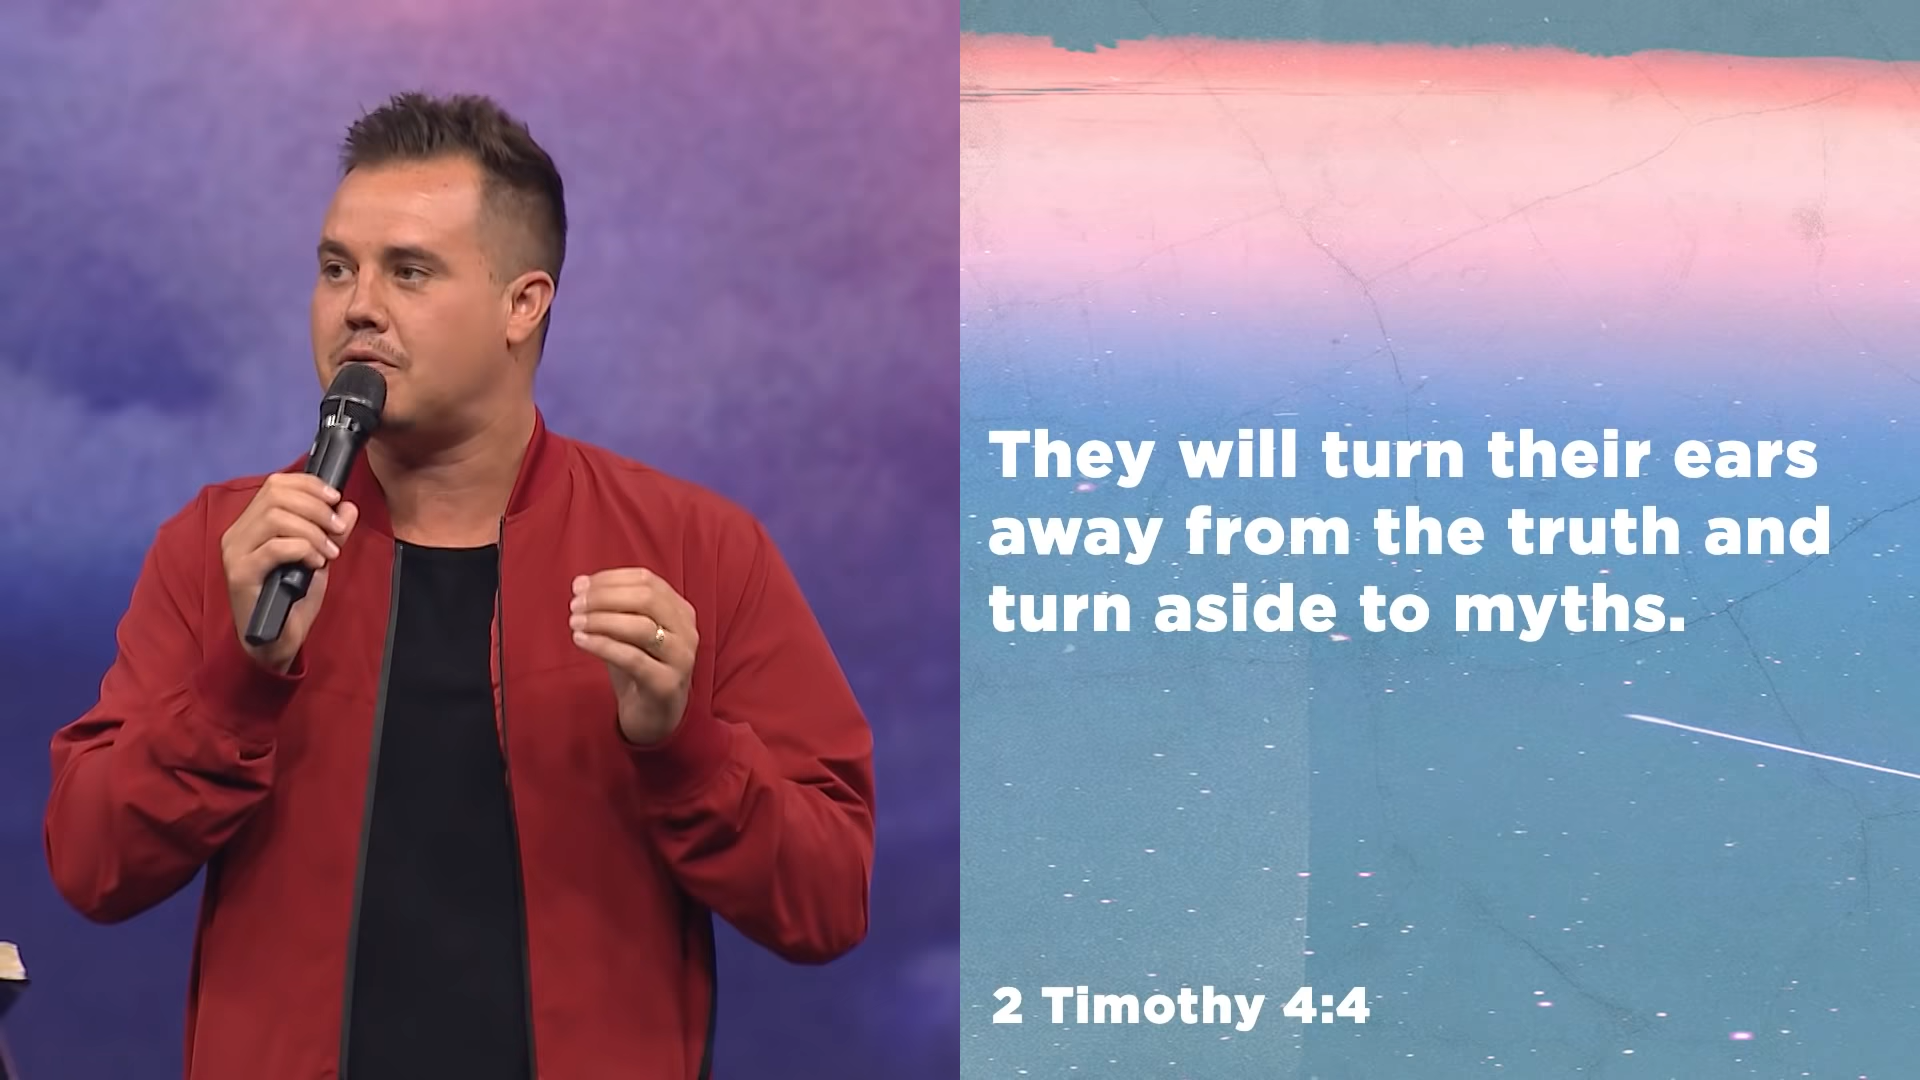 They will turn their ears
away from the truth and
turn aside to myths.
2 Timothy 4:4